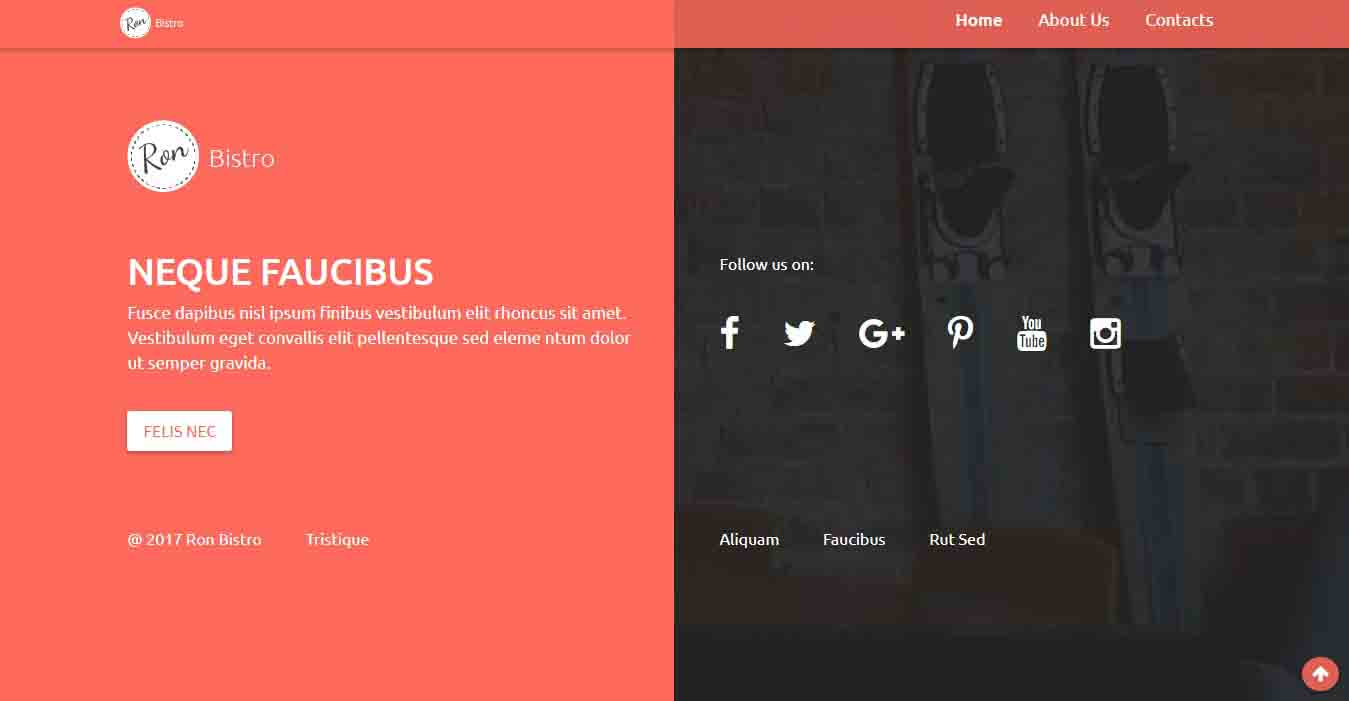 Ron Bistro
Home About Us Contacts
Ron Bistro
NEQUE FAUCIBUS
Fusce dapibus nisl ipsum finibus vestibulum elit rhoncus sit amet.
Vestibulum eget convallis elit pellentesque sed eleme ntum dolor
ut semper gravida.
FELIS NEC
Follow us on:
You
Tube
@ 2017 Ron Bistro Tristique
Aliquam Faucibus Rut Sed